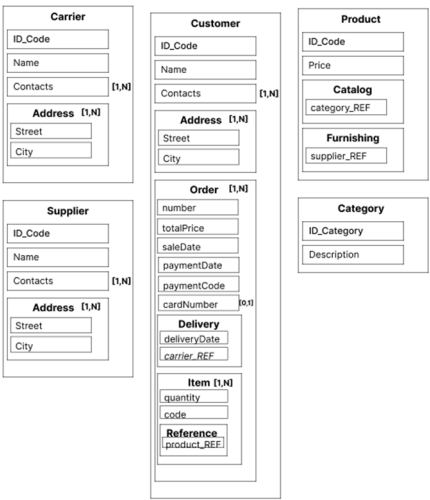 Carrier
ID_Code
Name
Contacts [1,N]
Address [1,N]
Street
City
Supplier
ID_Code
Name
Contacts [1,N]
Address [1,N]
Street
City
Customer
ID_Code
Name
Contacts [1,N]
Address [1,N]
Street
City
Order [1,N]
number
totalPrice
saleDate
paymentDate
paymentCode
cardNumber [0,1]
Delivery
deliveryDate
carrier_REF
Item [1,N]
quantity
code
Reference
product_REF
Product
ID_Code
Price
Catalog
category_REF
Furnishing
supplier_REF
Category
ID_Category
Description